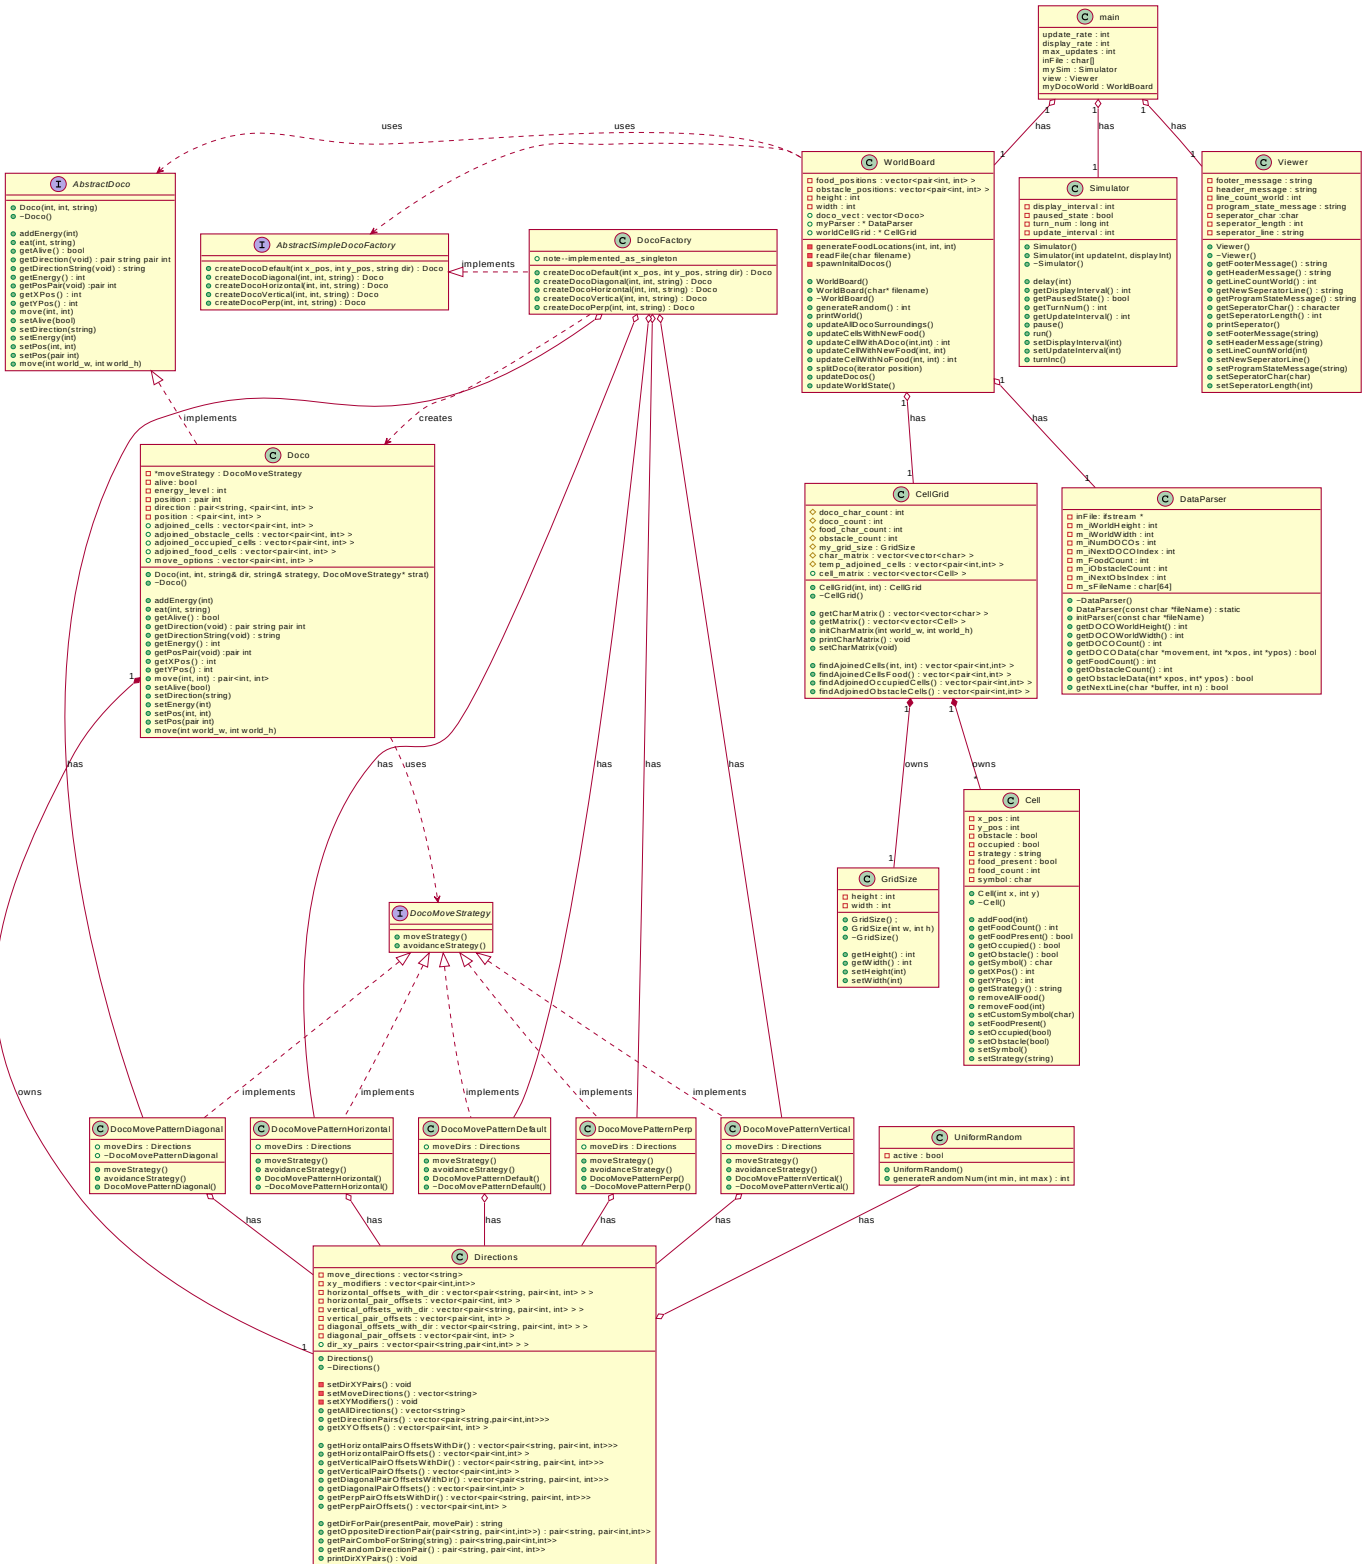 C main
update_rate : int
display_rate : int
max_updates : int
inFile : char[]
mySim : Simulator
view : Viewer
myDocoWorld : WorldBoard
1
1
1
has
has
has
1
1
1
uses
uses
I AbstractDoco
Doco(int, int, string)
~Doco()
addEnergy(int)
eat(int, string)
getAlive() : bool
getDirection(void) : pair string pair int
getDirectionString(void) : string
getEnergy() : int
getPosPair(void) :pair int
getXPos() : int
getYPos() : int
move(int, int)
setAlive(bool)
setDirection(string)
setEnergy(int)
setPos(int, int)
setPos(pair int)
move(int world_w, int world_h)
I AbstractSimpleDocoFactory
createDocoDefault(int x_pos, int y_pos, string dir) : Doco
createDocoDiagonal(int, int, string) : Doco
createDocoHorizontal(int, int, string) : Doco
createDocoVertical(int, int, string) : Doco
createDocoPerp(int, int, string) : Doco
implements
C DocoFactory
note--implemented_as_singleton
createDocoDefault(int x_pos, int y_pos, string dir) : Doco
createDocoDiagonal(int, int, string) : Doco
createDocoHorizontal(int, int, string) : Doco
createDocoVertical(int, int, string) : Doco
createDocoPerp(int, int, string) : Doco
C WorldBoard
food_positions : vector<pair<int, int> >
obstacle_positions: vector<pair<int, int> >
height : int
width : int
doco_vect : vector<Doco>
myParser : * DataParser
worldCellGrid : * CellGrid
generateFoodLocations(int, int, int)
readFile(char filename)
spawnInitalDocos()
WorldBoard()
WorldBoard(char* filename)
~WorldBoard()
generateRandom() : int
printWorld()
updateAllDocoSurroundings()
updateCellsWithNewFood()
updateCellWithADoco(int,int) : int
updateCellWithNewFood(int, int)
updateCellWithNoFood(int, int) : int
splitDoco(iterator position)
updateDocos()
updateWorldState()
C Simulator
display_interval : int
paused_state : bool
turn_num : long int
update_interval : int
Simulator()
Simulator(int updateInt, displayInt)
~Simulator()
delay(int)
getDisplayInterval() : int
getPausedState() : bool
getTurnNum() : int
getUpdateInterval() : int
pause()
run()
setDisplayInterval(int)
setUpdateInterval(int)
turnInc()
C Viewer
footer_message : string
header_message : string
line_count_world : int
program_state_message : string
seperator_char :char
seperator_length : int
seperator_line : string
Viewer()
~Viewer()
getFooterMessage() : string
getHeaderMessage() : string
getLineCountWorld() : int
getNewSeperatorLine() : string
getProgramStateMessage() : string
getSeperatorChar() : character
getSeperatorLength() : int
printSeperator()
setFooterMessage(string)
setHeaderMessage(string)
setLineCountWorld(int)
setNewSeperatorLine()
setProgramStateMessage(string)
setSeperatorChar(char)
setSeperatorLength(int)
implements
creates
1
has
1
has
1
1
C Doco
*moveStrategy : DocoMoveStrategy
alive: bool
energy_level : int
position : pair int
direction : pair<string, <pair<int, int> >
position : <pair<int, int> >
adjoined_cells : vector<pair<int, int> >
adjoined_obstacle_cells : vector<pair<int, int> >
adjoined_occupied_cells : vector<pair<int, int> >
adjoined_food_cells : vector<pair<int, int> >
move_options : vector<pair<int, int> >
Doco(int, int, string& dir, string& strategy, DocoMoveStrategy* strat)
~Doco()
addEnergy(int)
eat(int, string)
getAlive() : bool
getDirection(void) : pair string pair int
getDirectionString(void) : string
getEnergy() : int
getPosPair(void) :pair int
getXPos() : int
getYPos() : int
move(int, int) : pair<int, int>
setAlive(bool)
setDirection(string)
setEnergy(int)
setPos(int, int)
setPos(pair int)
move(int world_w, int world_h)
C CellGrid
doco_char_count : int
doco_count : int
food_char_count : int
obstacle_count : int
my_grid_size : GridSize
char_matrix : vector<vector<char> >
temp_adjoined_cells : vector<pair<int,int> >
cell_matrix : vector<vector<Cell> >
CellGrid(int, int) : CellGrid
~CellGrid()
getCharMatrix() : vector<vector<char> >
getMatrix() : vector<vector<Cell> >
initCharMatrix(int world_w, int world_h)
printCharMatrix() : void
setCharMatrix(void)
findAjoinedCells(int, int) : vector<pair<int,int> >
findAjoinedCellsFood() : vector<pair<int,int> >
findAdjoinedOccupiedCells() : vector<pair<int,int> >
findAdjoinedObstacleCells() : vector<pair<int,int> >
C DataParser
inFile: ifstream *
m_iWorldHeight : int
m_iWorldWidth : int
m_iNumDOCOs : int
m_iNextDOCOIndex : int
m_FoodCount : int
m_iObstacleCount : int
m_iNextObsIndex : int
m_sFileName : char[64]
~DataParser()
DataParser(const char *fileName) : static
initParser(const char *fileName)
getDOCOWorldHeight() : int
getDOCOWorldWidth() : int
getDOCOCount() : int
getDOCOData(char *movement, int *xpos, int *ypos) : bool
getFoodCount() : int
getObstacleCount() : int
getObstacleData(int* xpos, int* ypos) : bool
getNextLine(char *buffer, int n) : bool
1
has
has
uses
has
has
has
1
owns
1
1
owns
*
C GridSize
height : int
width : int
GridSize() ;
GridSize(int w, int h)
~GridSize()
getHeight() : int
getWidth() : int
setHeight(int)
setWidth(int)
C Cell
x_pos : int
y_pos : int
obstacle : bool
occupied : bool
strategy : string
food_present : bool
food_count : int
symbol : char
Cell(int x, int y)
~Cell()
addFood(int)
getFoodCount() : int
getFoodPresent() : bool
getOccupied() : bool
getObstacle() : bool
getSymbol() : char
getXPos() : int
getYPos() : int
getStrategy() : string
removeAllFood()
removeFood(int)
setCustomSymbol(char)
setFoodPresent()
setOccupied(bool)
setObstacle(bool)
setSymbol()
setStrategy(string)
I DocoMoveStrategy
moveStrategy()
avoidanceStrategy()
owns
implements
implements
implements
implements
implements
C DocoMovePatternDiagonal
moveDirs : Directions
~DocoMovePatternDiagonal
moveStrategy()
avoidanceStrategy()
DocoMovePaternDiagonal()
C DocoMovePatternHorizontal
moveDirs : Directions
moveStrategy()
avoidanceStrategy()
DocoMovePatternHorizontal()
~DocoMovePatternHorizontal()
C DocoMovePatternDefault
moveDirs : Directions
moveStrategy()
avoidanceStrategy()
DocoMovePatternDefault()
~DocoMovePatternDefault()
C DocoMovePatternPerp
moveDirs : Directions
moveStrategy()
avoidanceStrategy()
DocoMovePatternPerp()
~DocoMovePatternPerp()
C DocoMovePatternVertical
moveDirs : Directions
moveStrategy()
avoidanceStrategy()
DocoMovePatternVertical()
~DocoMovePatternVertical()
C UniformRandom
active : bool
UniformRandom()
generateRandomNum(int min, int max) : int
has
has
has
has
has
has
1
C Directions
move_directions : vector<string>
xy_modifiers : vector<pair<int,int>>
horizontal_offsets_with_dir : vector<pair<string, pair<int, int> > >
horizontal_pair_offsets : vector<pair<int, int> >
vertical_offsets_with_dir : vector<pair<string, pair<int, int> > >
vertical_pair_offsets : vector<pair<int, int> >
diagonal_offsets_with_dir : vector<pair<string, pair<int, int> > >
diagonal_pair_offsets : vector<pair<int, int> >
dir_xy_pairs : vector<pair<string,pair<int,int> > >
Directions()
~Directions()
setDirXYPairs() : void
setMoveDirections() : vector<string>
setXYModifiers() : void
getAllDirections() : vector<string>
getDirectionPairs() : vector<pair<string,pair<int,int>>>
getXYOfsets() : vector<pair<int, int> >
getHorizontalPairsOffsetsWithDir() : vector<pair<string, pair<int, int>>>
getHorizontalPairOffsets() : vector<pair<int,int> >
getVerticalPairOffsetsWithDir() : vector<pair<string, pair<int, int>>>
getVerticalPairOffsets() : vector<pair<int,int> >
getDiagonalPairOffsetsWithDir() : vector<pair<string, pair<int, int>>>
getDiagonalPairOffsets() : vector<pair<int,int> >
getPerpPairOffsetsWithDir() : vector<pair<string, pair<int, int>>>
getPerpPairOffsets() : vector<pair<int,int> >
getDirForPair(presentPair, movePair) : string
getOppositeDirectionPair(pair<string, pair<int,int>>) : pair<string, pair<int,int>>
getPairComboForString(string) : pair<string,pair<int,int>>
getRandomDirectionPair() : pair<string, pair<int, int>>
printDirXYPairs() : Void